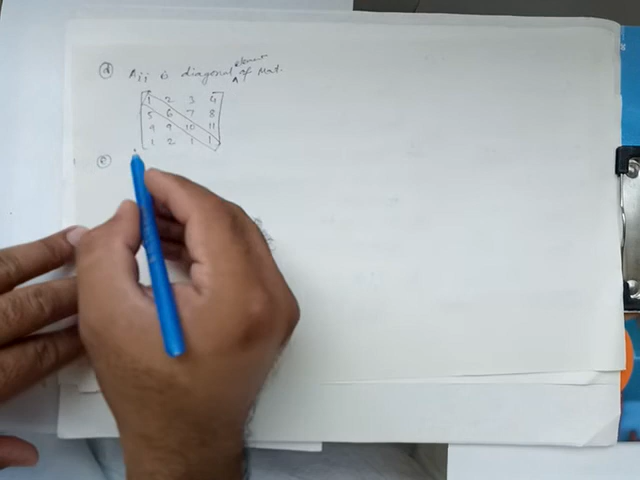 ⓓ Aii is diagonal element of Mat.
1 2 3 4
5 6 7 8
9 9 10 11
1 2 1 1
ⓔ